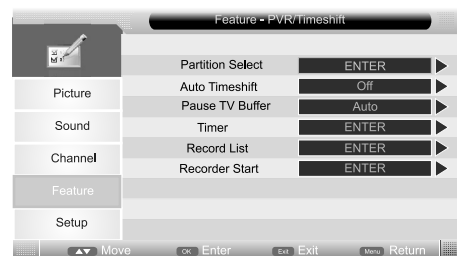 Feature - PVR/Timeshift
Partition Select ENTER
Auto Timeshift Off
Pause TV Buffer Auto
Timer ENTER
Record List ENTER
Recorder Start ENTER
Picture
Sound
Channel
Feature
Setup
▲▼ Move OK Enter Exit Exit Menu Return